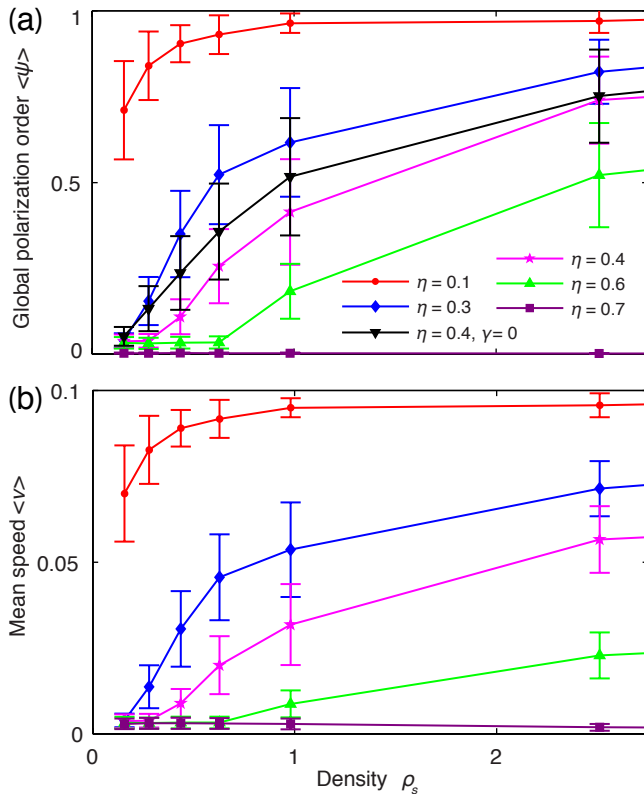 (a)
Global polarization order <ψ>
1
0.5
0
η = 0.1
η = 0.3
η = 0.4, γ= 0
η = 0.4
η = 0.6
η = 0.7
(b)
Mean speed <v>
0.1
0.05
0
0 1 2
Density ρs